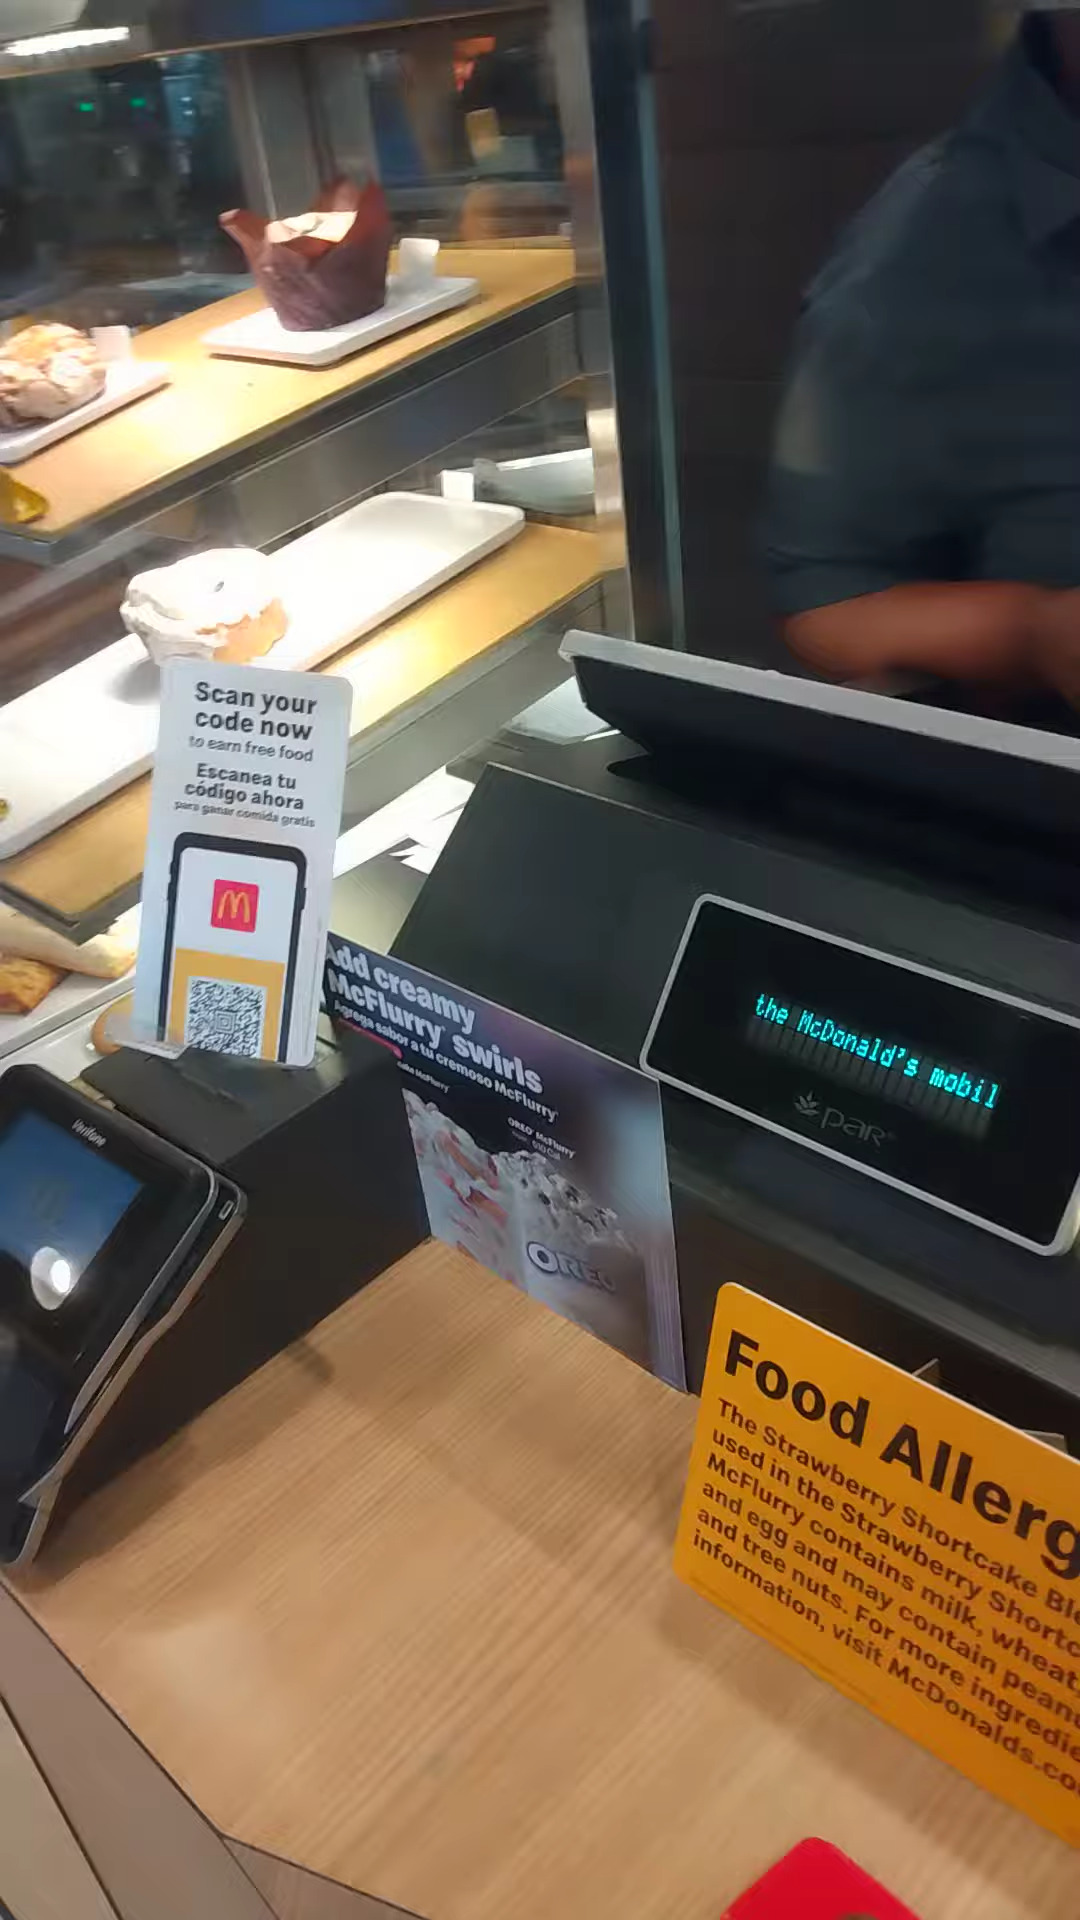 Scan your
code now
to earn free food
Escanea tu
código ahora
para ganar comida gratis
Add creamy
McFlurry® swirls
Agrega sabor a tu cremoso McFlurry
OREO® McFlurry®
OREO
Verifone
the McDonald's mobil
par
Food Allerg
The Strawberry Shortcake Ble
used in the Strawberry Shortc
McFlurry contains milk, wheat,
and egg and may contain peanu
and tree nuts. For more ingredie
information, visit McDonalds.co